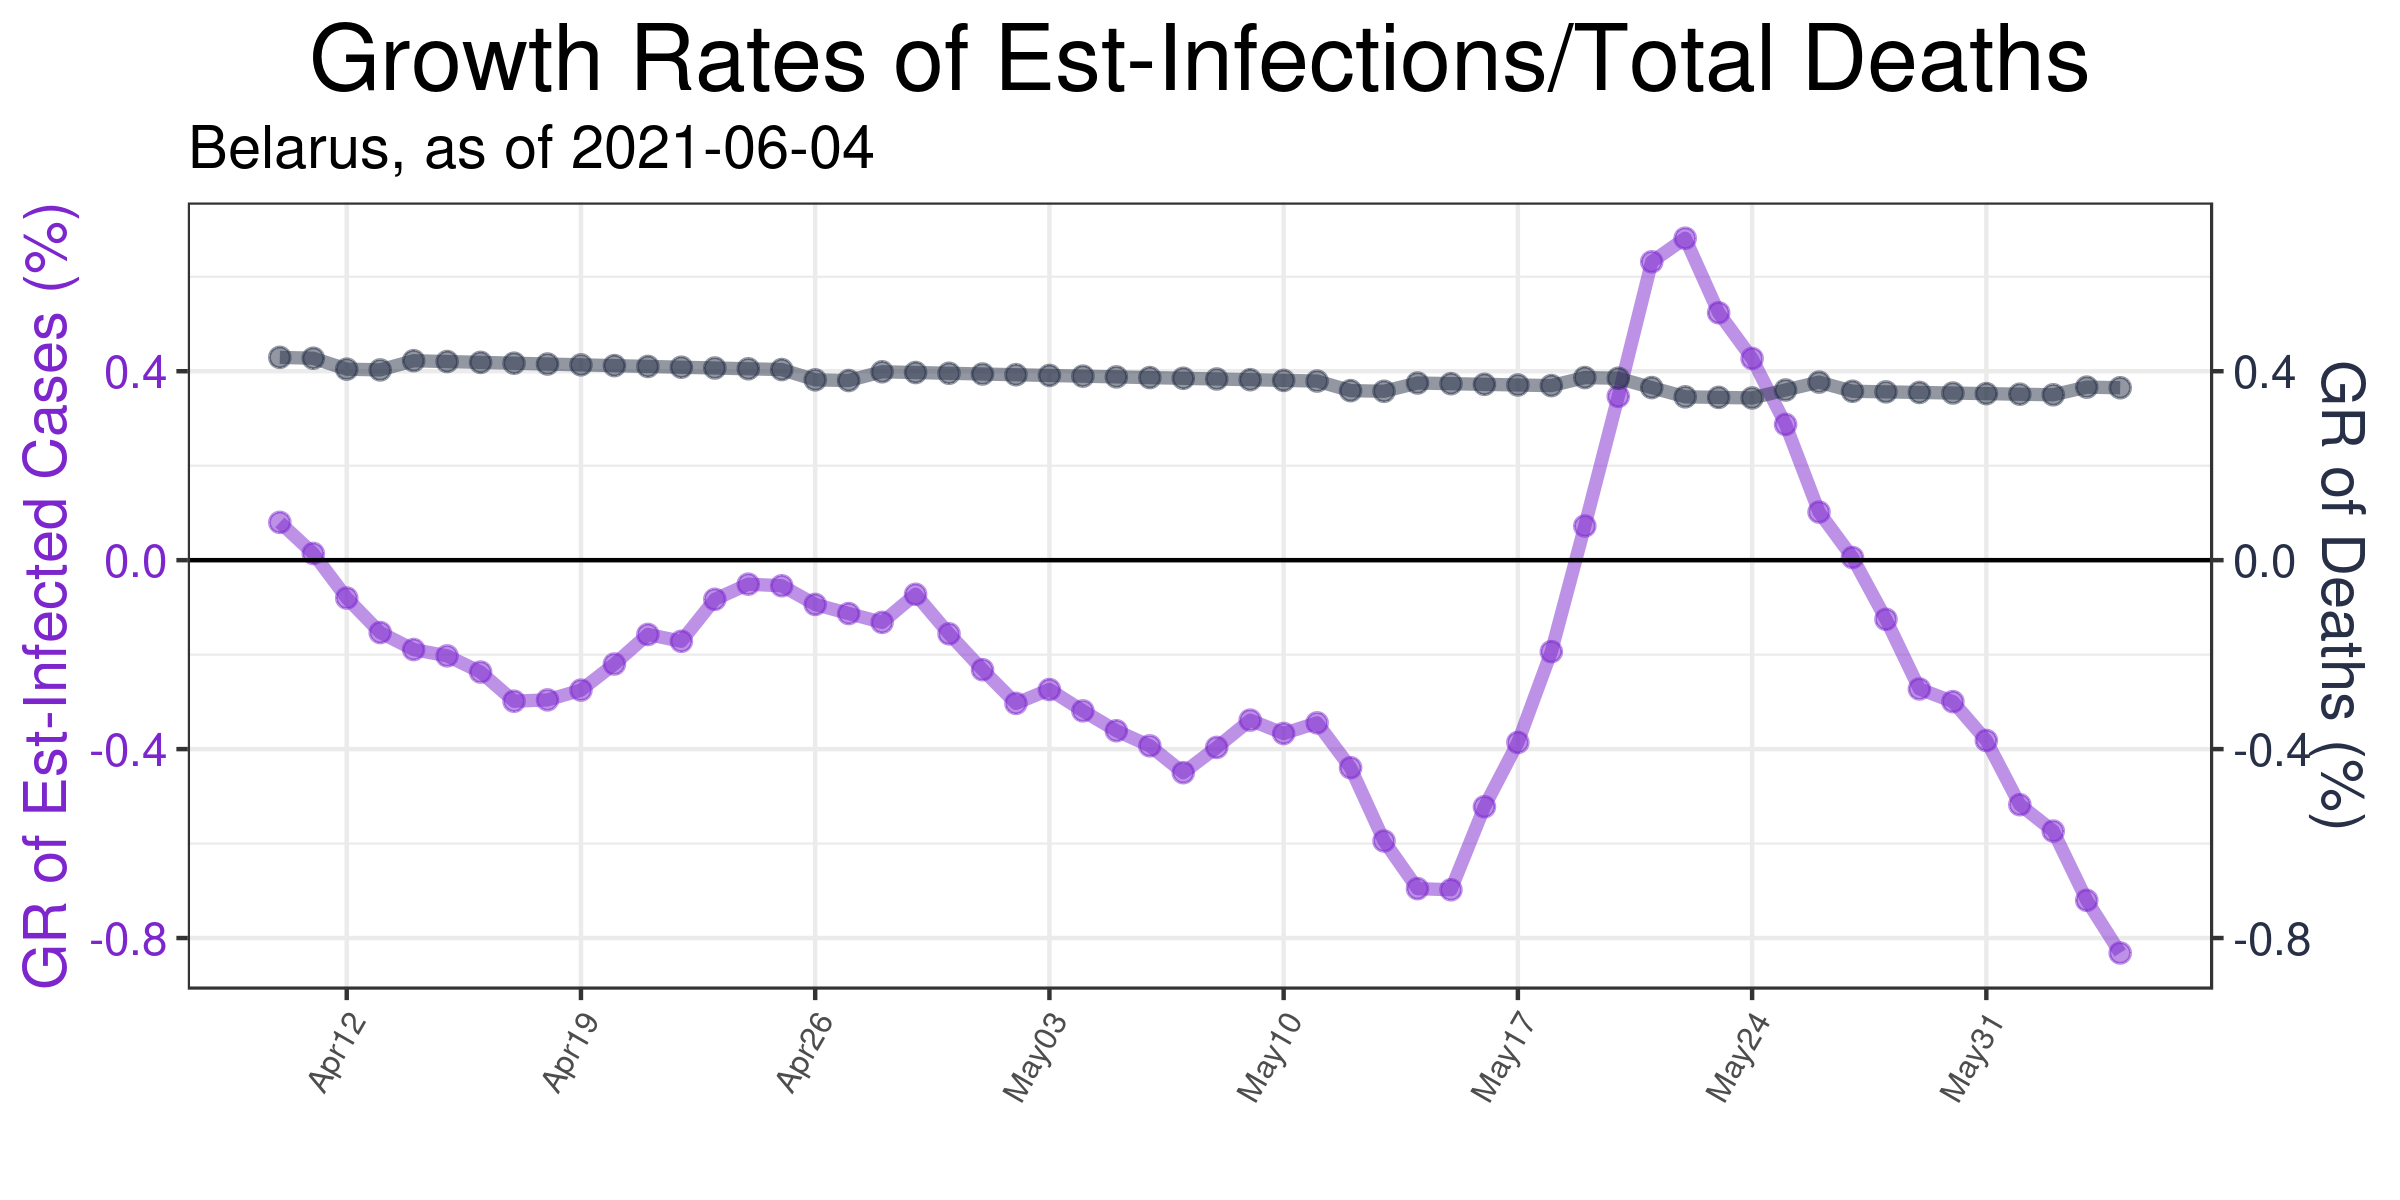 Growth Rates of Est-Infections/Total Deaths
Belarus, as of 2021-06-04
GR of Est-Infected Cases (%)
0.4
0.0
-0.4
-0.8
0.4
0.0
-0.4
-0.8
GR of Deaths (%)
Apr12
Apr19
Apr26
May03
May10
May17
May24
May31